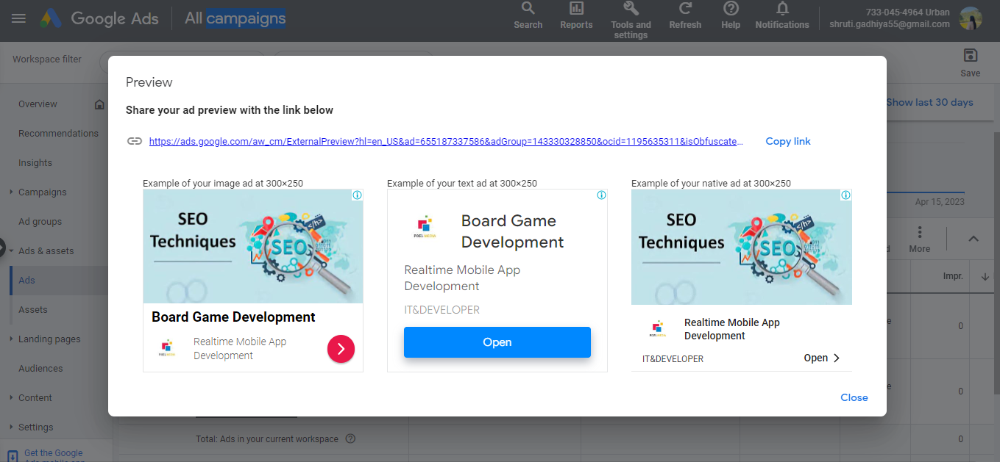 Google Ads
All campaigns
Search
Reports
Tools and
settings
Refresh
Help
Notifications
733-045-4964 Urban
shruti.gadhiya55@gmail.com
Workspace filter
Save
Overview
Recommendations
Insights
Campaigns
Ad groups
Ads & assets
Ads
Assets
Landing pages
Audiences
Content
Settings
Get the Google
Show last 30 days
Apr 15, 2023
More
Impr.
0
0
0
Preview
Share your ad preview with the link below
https://ads.google.com/aw_cm/ExternalPreview?hl=en_US&ad=655187337586&adGroup=143330328850&ocid=1195635311&isObfuscate...
Copy link
Example of your image ad at 300×250
SEO
Techniques
SEO
Board Game Development
PIXEL MEDIA
Realtime Mobile App
Development
Example of your text ad at 300×250
PIXEL MEDIA
Board Game
Development
Realtime Mobile App
Development
IT&DEVELOPER
Open
Example of your native ad at 300×250
SEO
Techniques
SEO
PIXEL MEDIA
Realtime Mobile App
Development
IT&DEVELOPER
Open
Close
Total: Ads in your current workspace